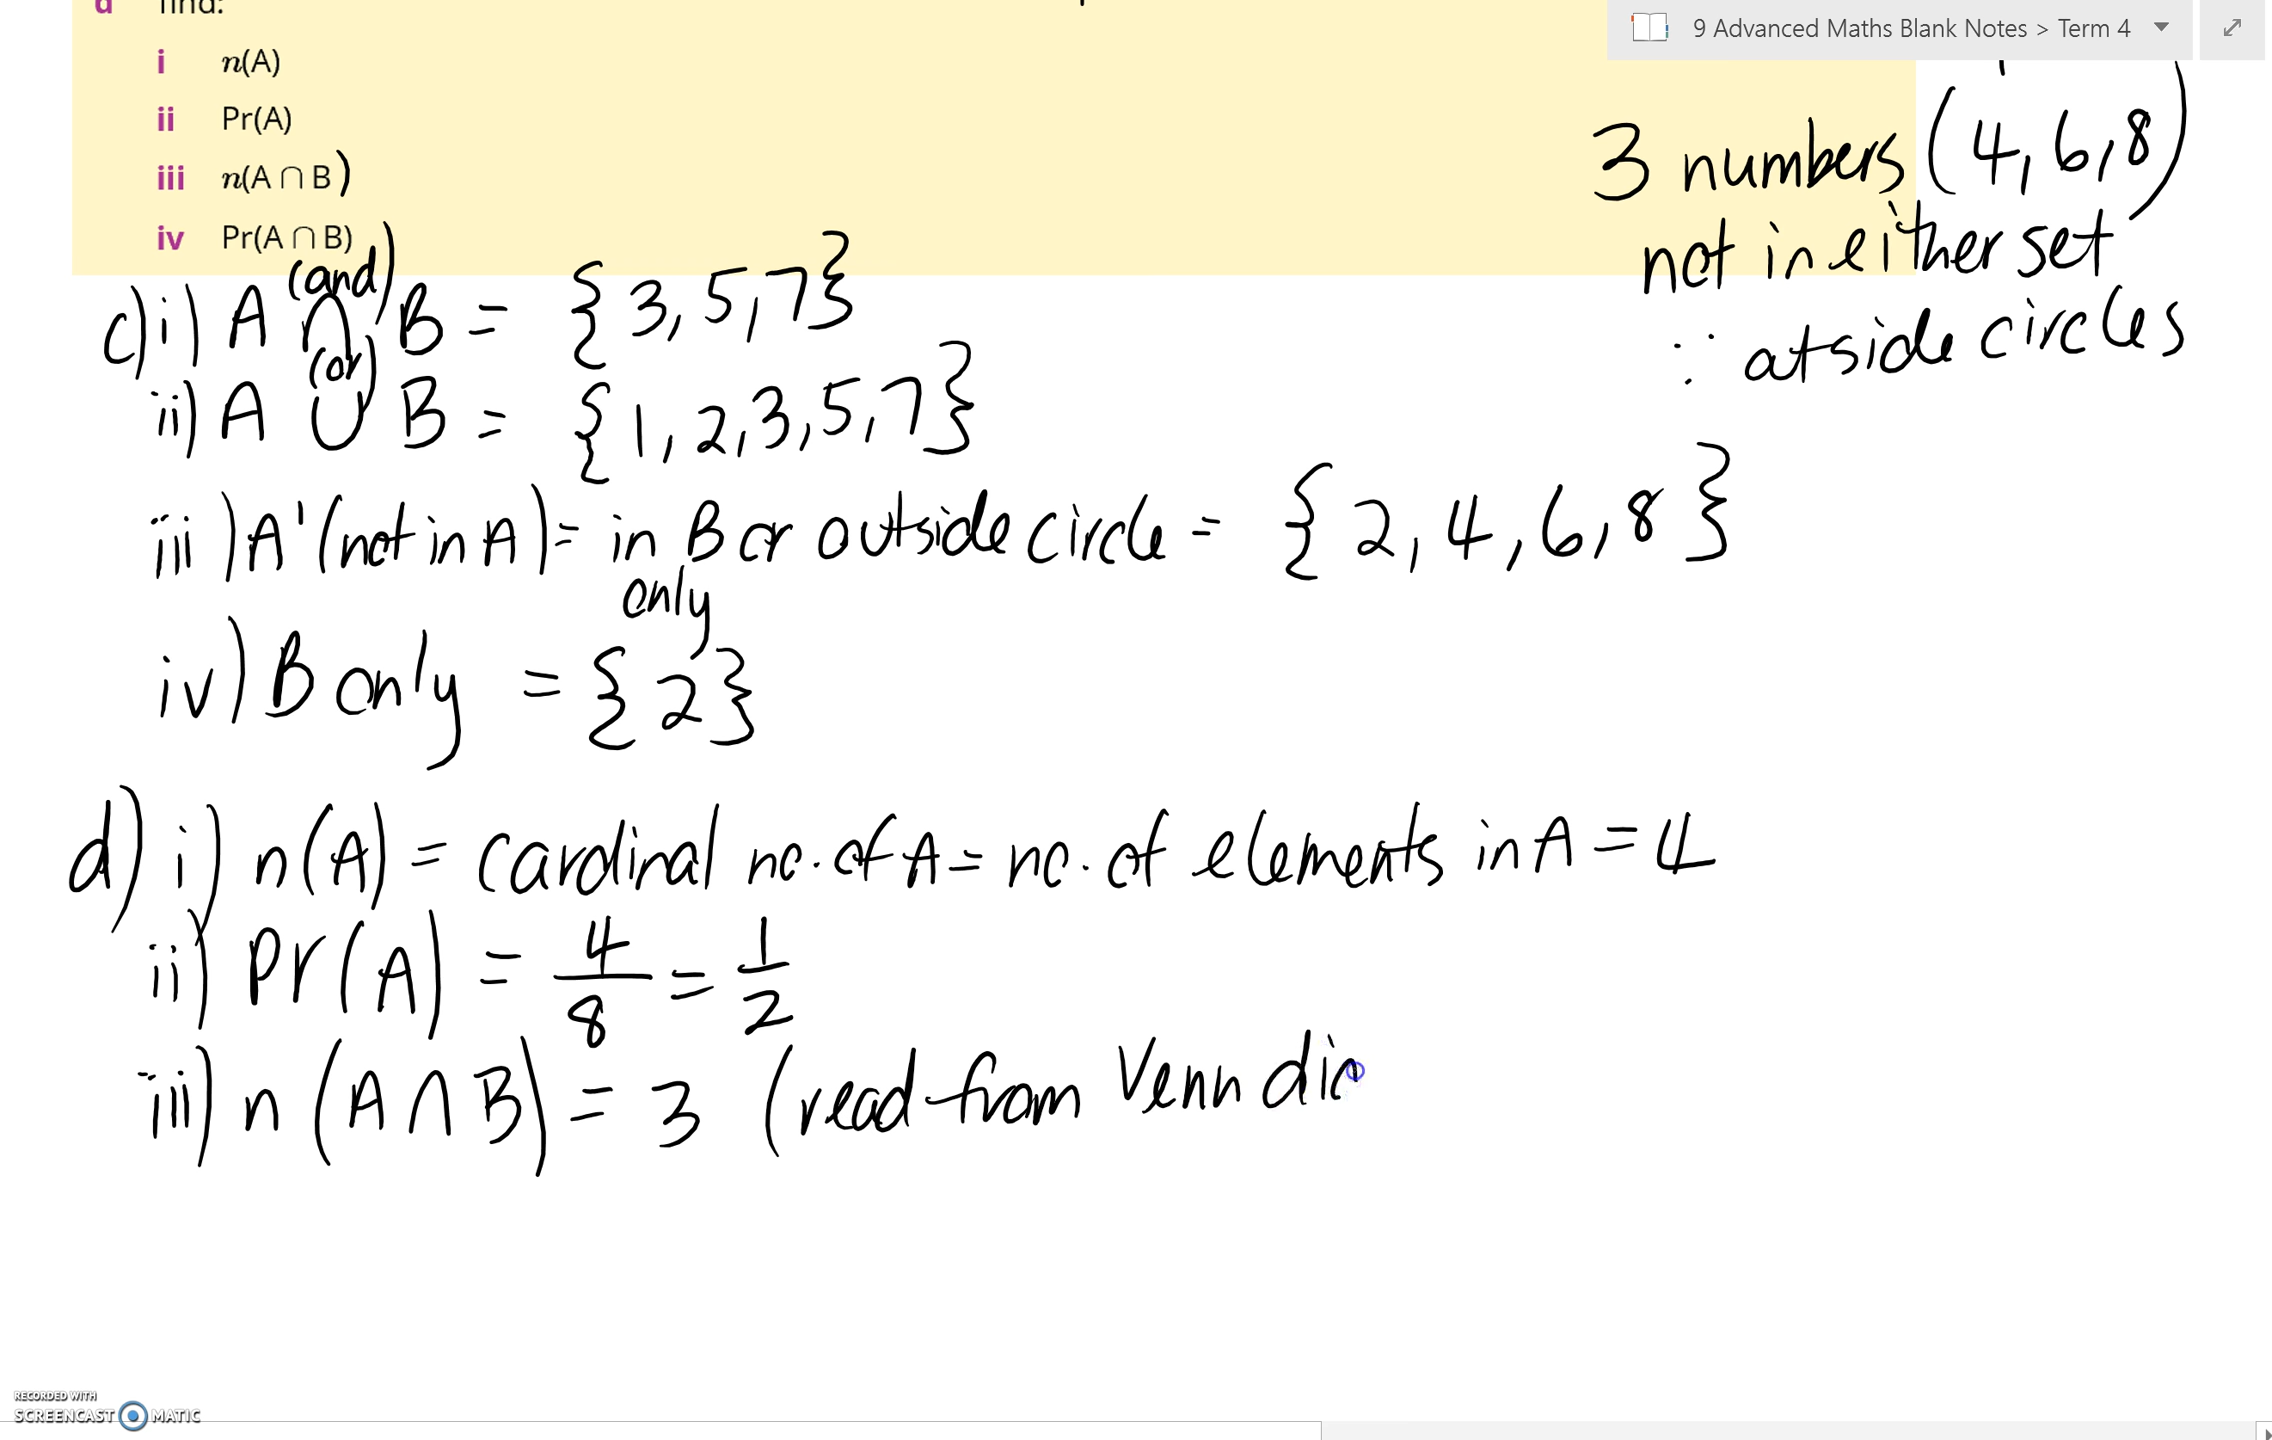 9 Advanced Maths Blank Notes > Term 4
d find:
i n(A)
ii Pr(A)
iii n(A ∩ B)
iv Pr(A ∩ B)
3 numbers (4, 6, 8)
not in either set
∵ outside circles
c) i) A ∩ (and) B = {3, 5, 7}
ii) A ∪ (or) B = {1, 2, 3, 5, 7}
iii) A' (not in A) = in B or outside circle = {2, 4, 6, 8}
only
iv) B only = {2}
d) i) n(A) = cardinal no. of A = no. of elements in A = 4
ii) Pr(A) = 4/8 = 1/2
iii) n(A ∩ B) = 3 (read from Venn dia
RECORDED WITH
SCREENCAST MATIC